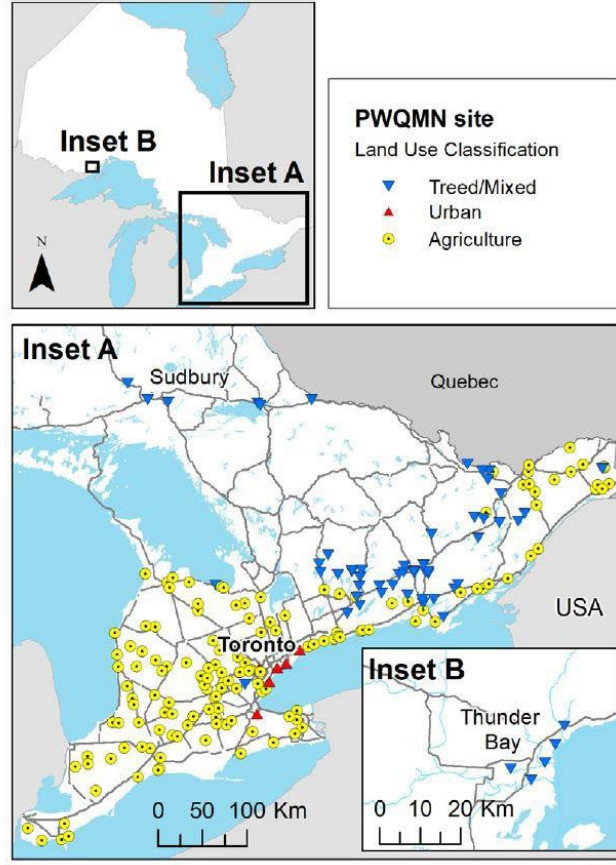 Inset B
Inset A
N
PWQMN site
Land Use Classification
Treed/Mixed
Urban
Agriculture
Inset A
Sudbury
Quebec
USA
Toronto
Inset B
Thunder
Bay
0 50 100 Km
0 10 20 Km